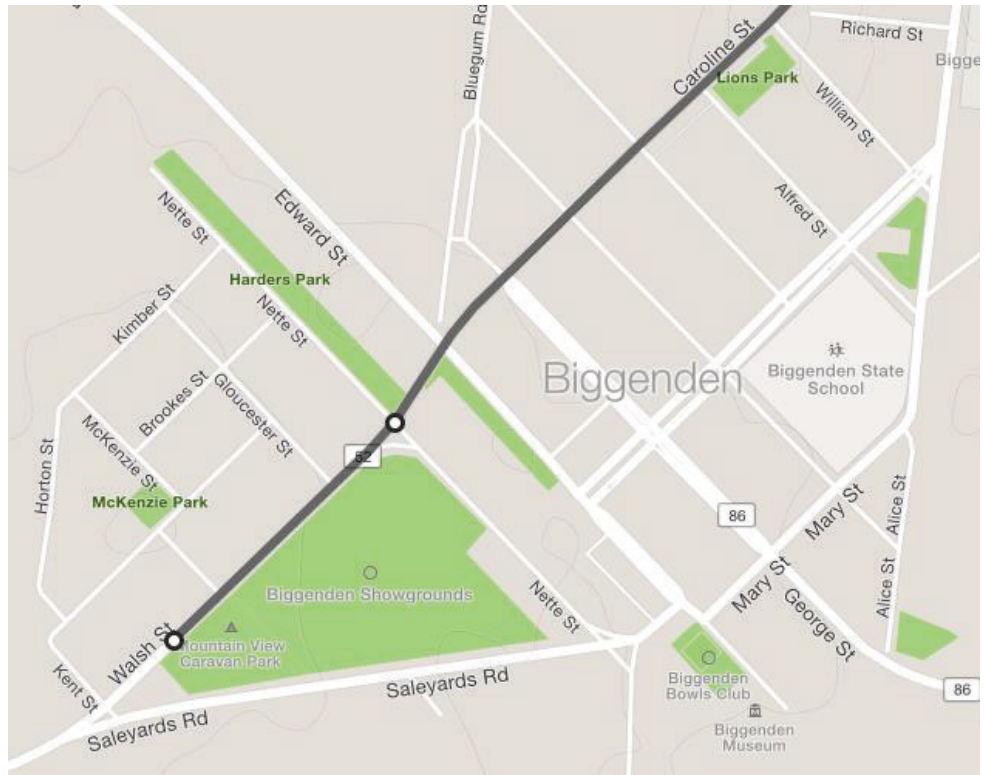 Richard St
Caroline St
Bluegum Rd
Bigge
Lions Park
William St
Alfred St
Nette St
Edward St
Harders Park
Kimber St
Nette St
Biggenden
Biggenden State
School
Brookes St
Gloucester St
McKenzie St
52
Horton St
McKenzie Park
86
Mary St
Alice St
Biggenden Showgrounds
Nette St
Mary St
Alice St
George St
Walsh St
Mountain View
Caravan Park
Kent St
Saleyards Rd
Biggenden
Bowls Club
86
Saleyards Rd
Biggenden
Museum